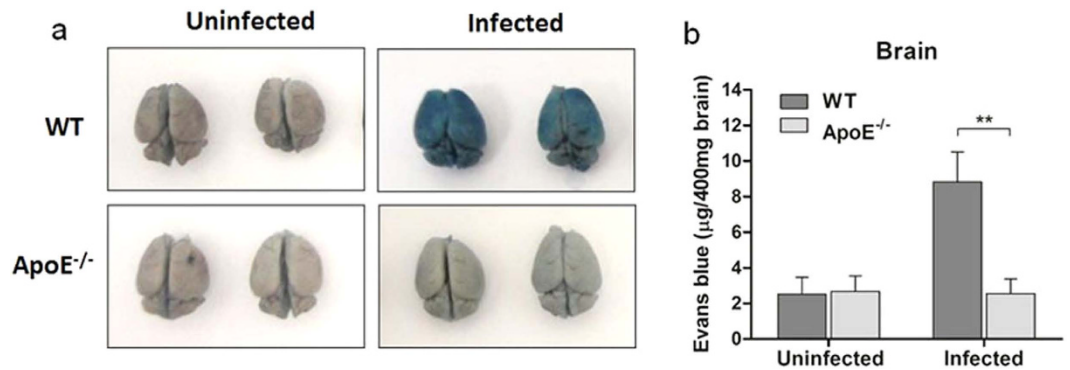 a
Uninfected
Infected
WT
ApoE-/-
b
Brain
Evans blue (µg/400mg brain)
14
12
10
8
6
4
2
0
WT
ApoE-/-
**
Uninfected
Infected